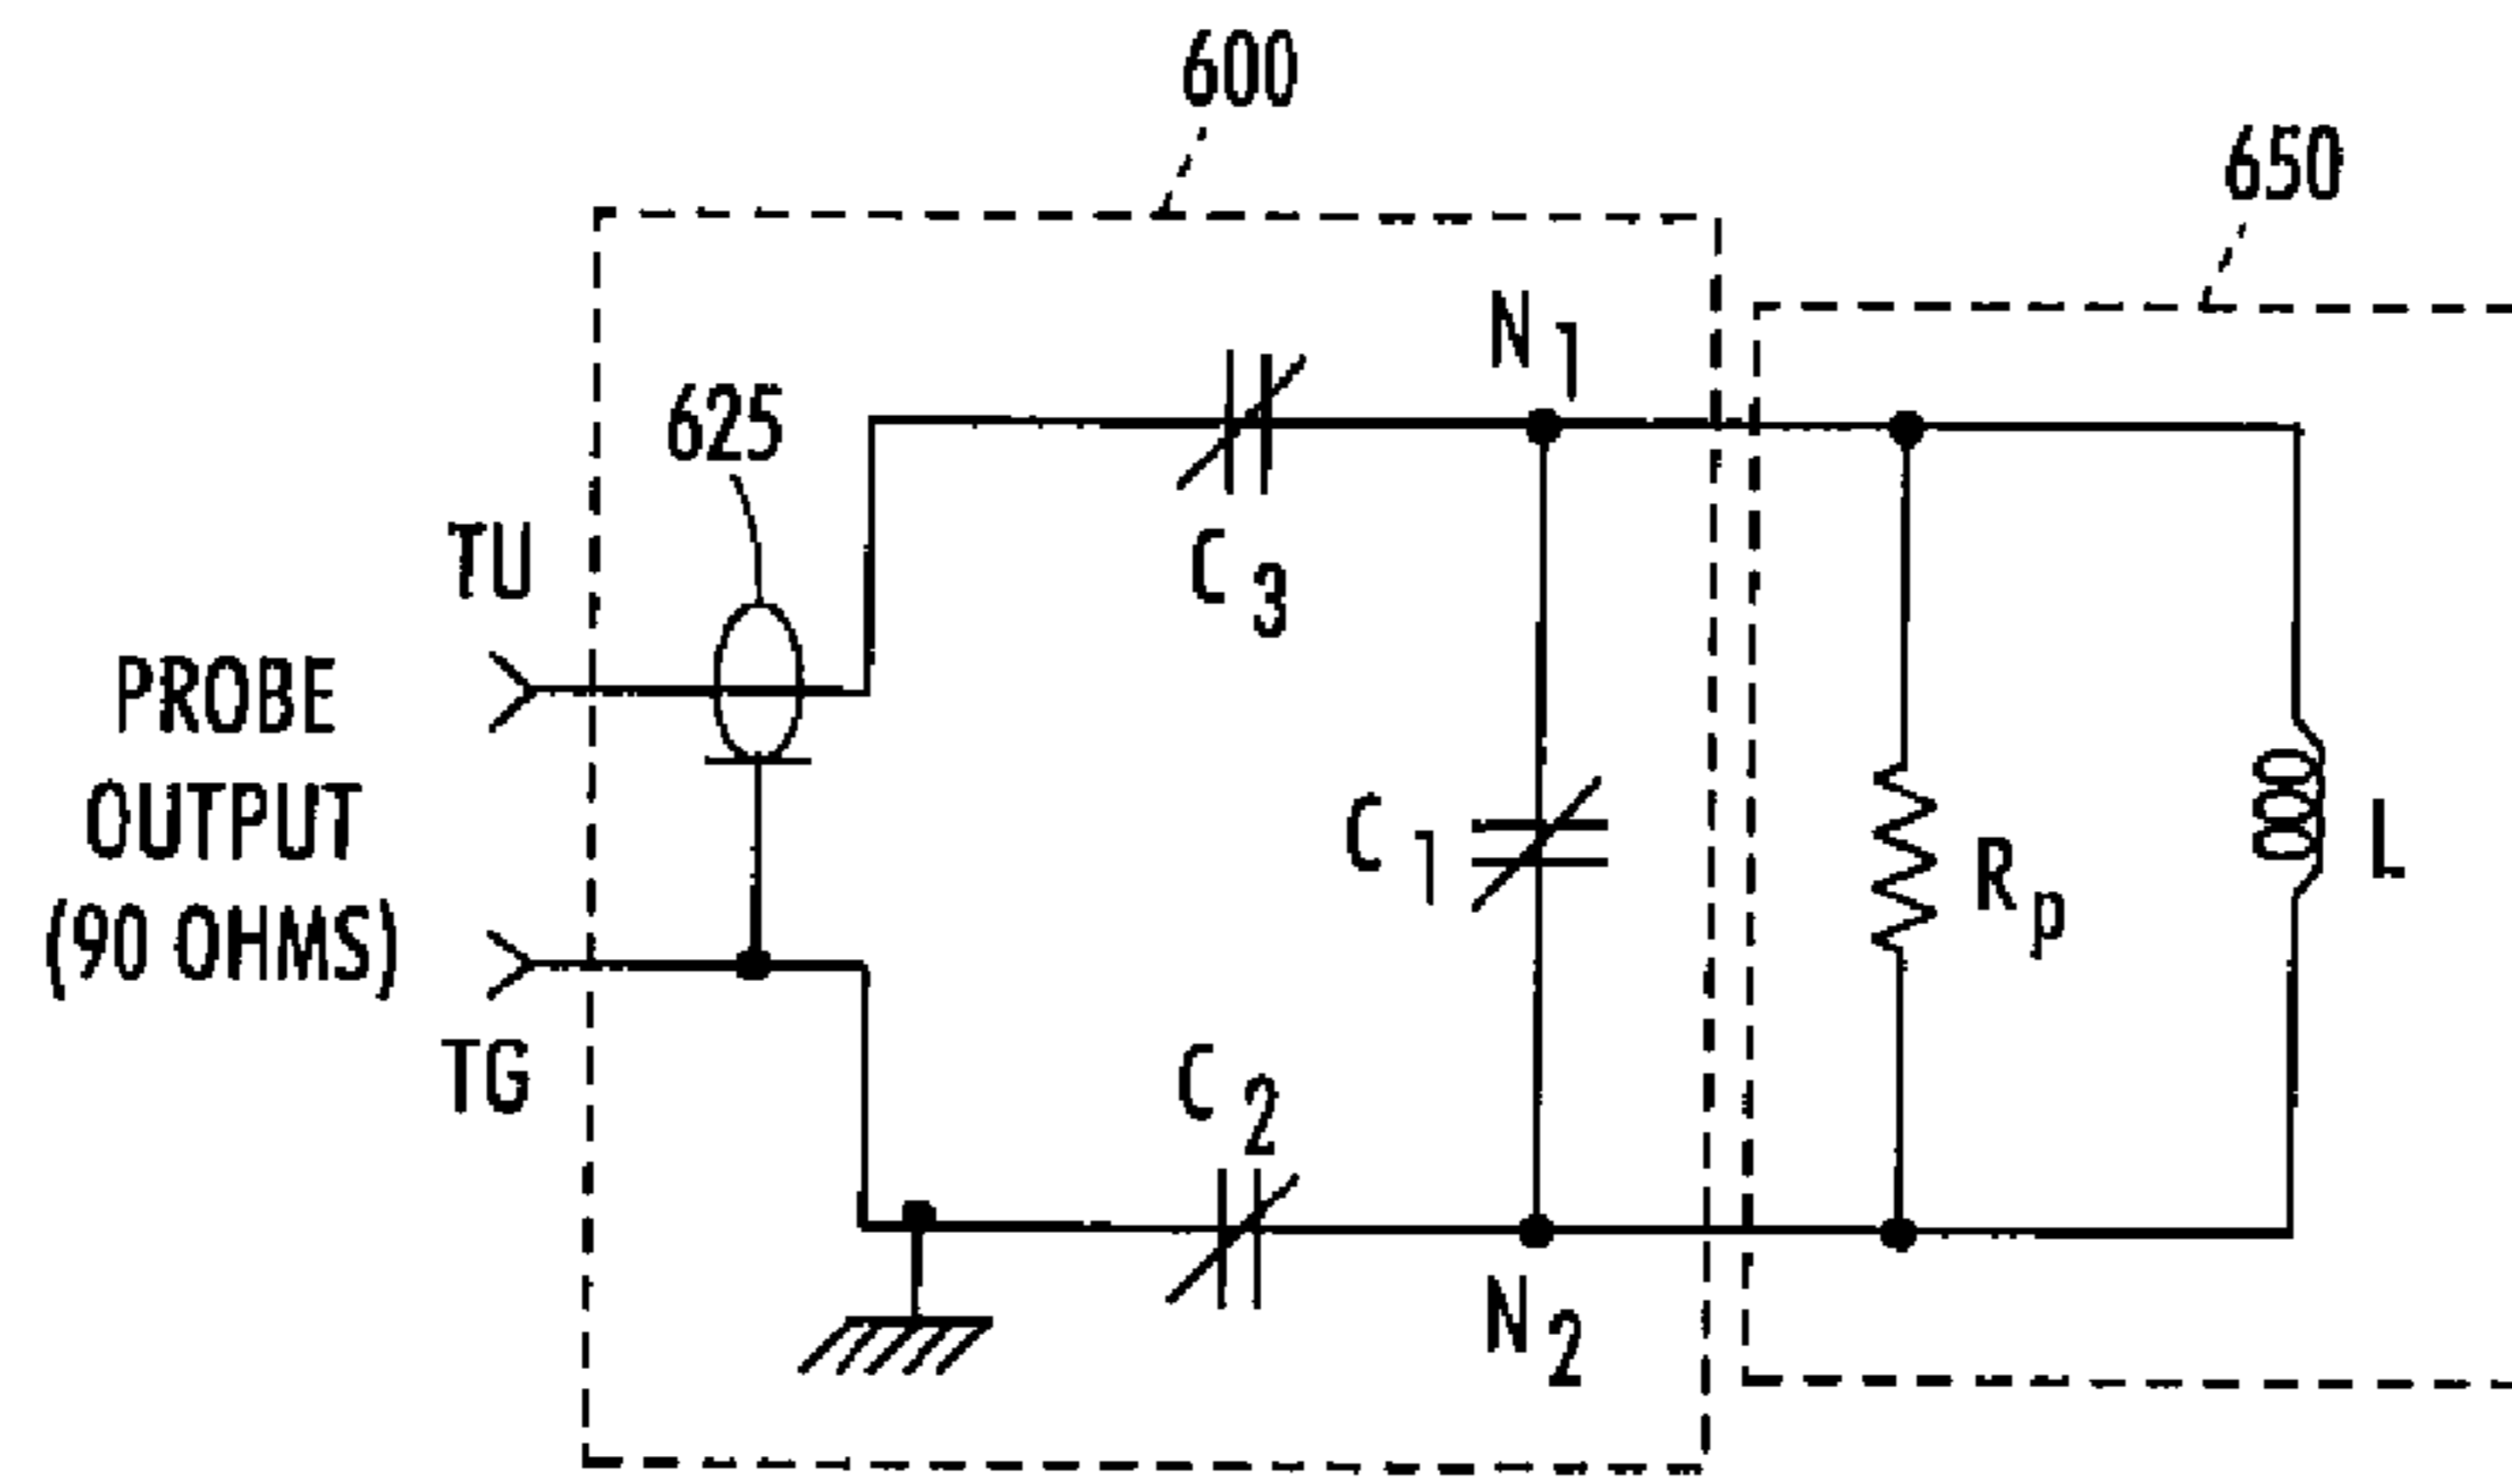 600
650
N1
625
TU
C3
PROBE
OUTPUT
(90 OHMS)
C1
Rp
L
TG
C2
N2